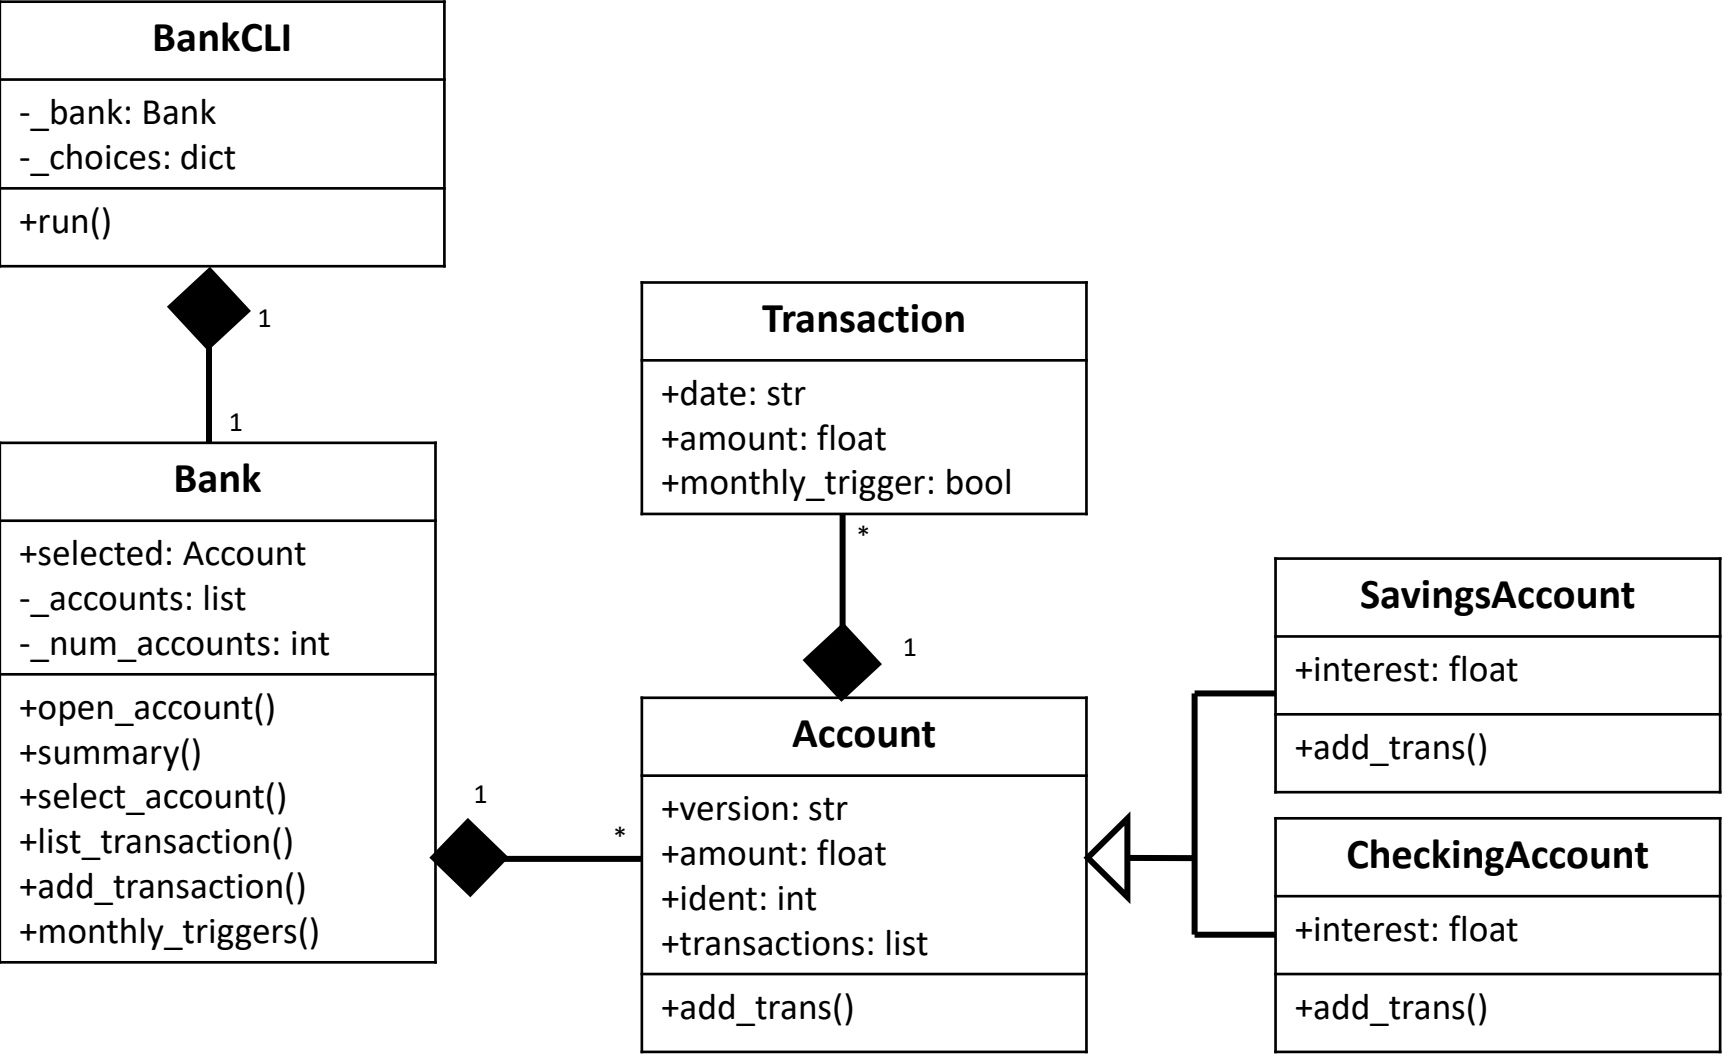 BankCLI
-_bank: Bank
-_choices: dict
+run()
1
1
Bank
+selected: Account
-_accounts: list
-_num_accounts: int
+open_account()
+summary()
+select_account()
+list_transaction()
+add_transaction()
+monthly_triggers()
1
*
Transaction
+date: str
+amount: float
+monthly_trigger: bool
*
1
Account
+version: str
+amount: float
+ident: int
+transactions: list
+add_trans()
SavingsAccount
+interest: float
+add_trans()
CheckingAccount
+interest: float
+add_trans()